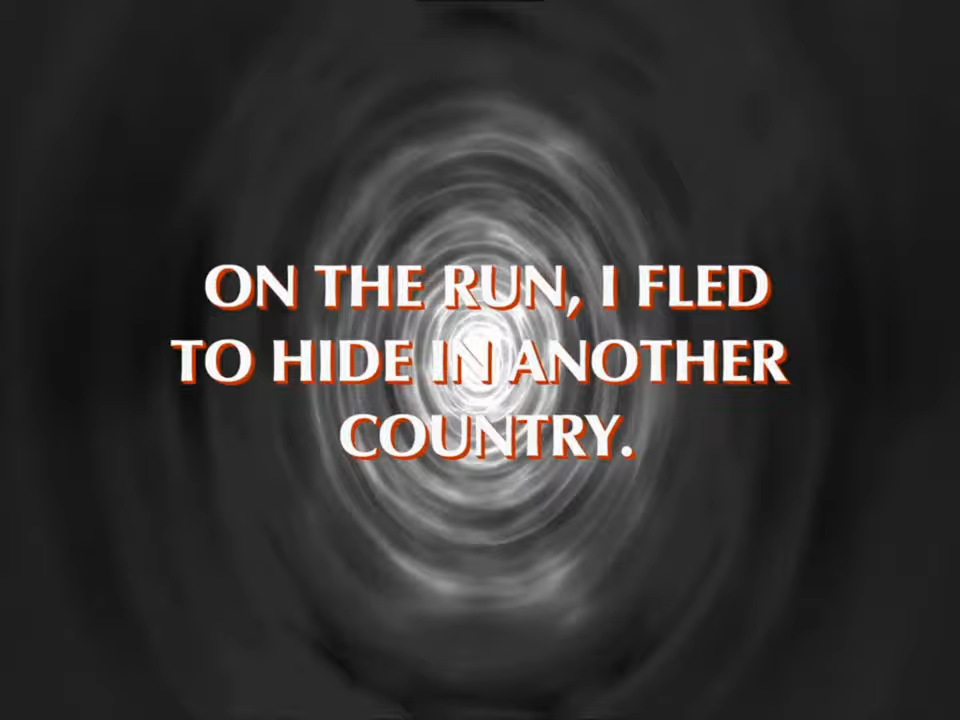 ON THE RUN, I FLED
TO HIDE IN ANOTHER
COUNTRY.